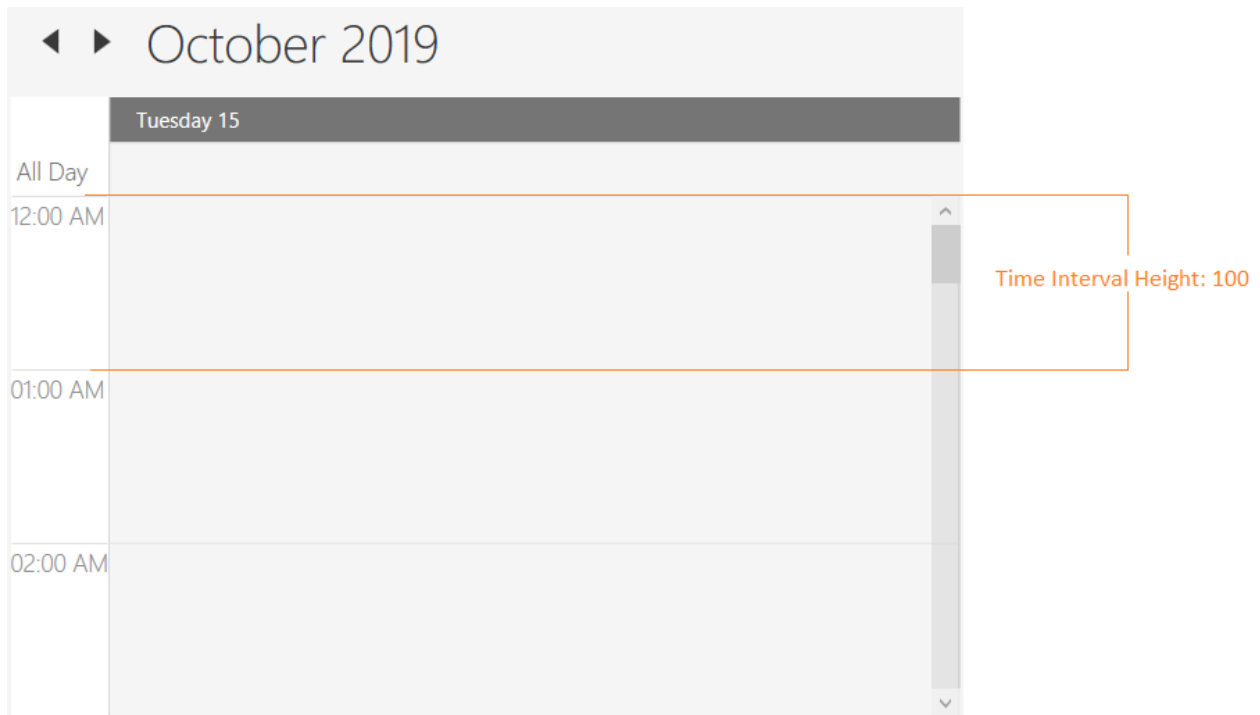 October 2019
Tuesday 15
All Day
12:00 AM
Time Interval Height: 100
01:00 AM
02:00 AM